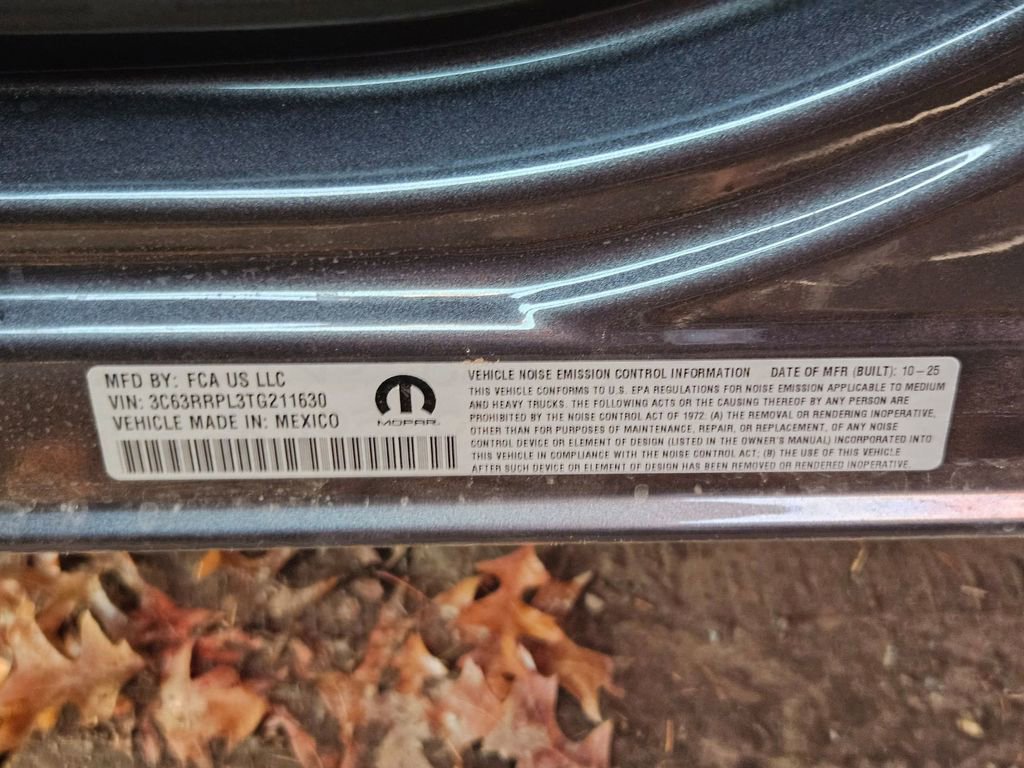 MFD BY: FCA US LLC
VIN: 3C63RRPL3TG211630
VEHICLE MADE IN: MEXICO
MOPAR
VEHICLE NOISE EMISSION CONTROL INFORMATION DATE OF MFR (BUILT): 10-25
THIS VEHICLE CONFORMS TO U.S. EPA REGULATIONS FOR NOISE EMISSION APPLICABLE TO MEDIUM
AND HEAVY TRUCKS. THE FOLLOWING ACTS OR THE CAUSING THEREOF BY ANY PERSON ARE
PROHIBITED BY THE NOISE CONTROL ACT OF 1972: (A) THE REMOVAL OR RENDERING INOPERATIVE,
OTHER THAN FOR PURPOSES OF MAINTENANCE, REPAIR, OR REPLACEMENT, OF ANY NOISE
CONTROL DEVICE OR ELEMENT OF DESIGN (LISTED IN THE OWNER'S MANUAL) INCORPORATED INTO
THIS VEHICLE IN COMPLIANCE WITH THE NOISE CONTROL ACT; (B) THE USE OF THIS VEHICLE
AFTER SUCH DEVICE OR ELEMENT OF DESIGN HAS BEEN REMOVED OR RENDERED INOPERATIVE.